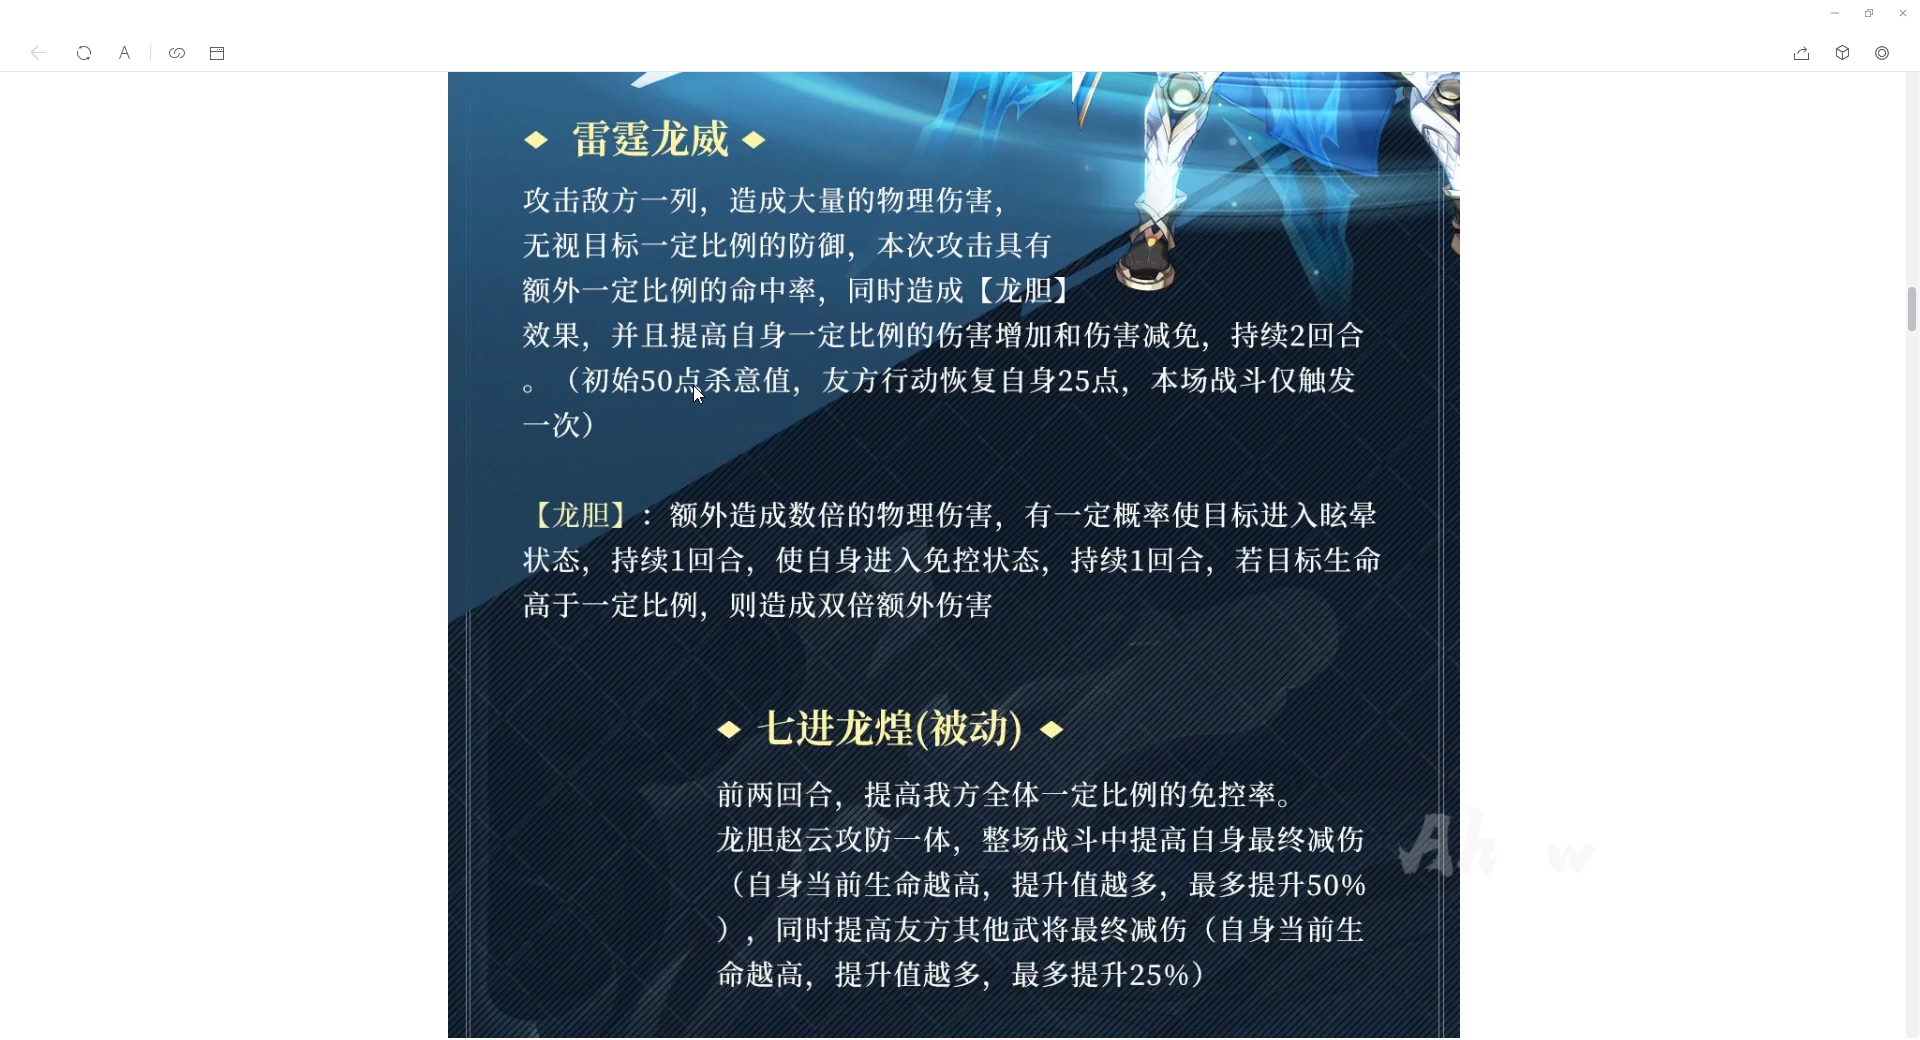 A
雷霆龙威
攻击敌方一列，造成大量的物理伤害，
无视目标一定比例的防御，本次攻击具有
额外一定比例的命中率，同时造成【龙胆】
效果，并且提高自身一定比例的伤害增加和伤害减免，持续2回合
。（初始50点杀意值，友方行动恢复自身25点，本场战斗仅触发
一次）
【龙胆】：额外造成数倍的物理伤害，有一定概率使目标进入眩晕
状态，持续1回合，使自身进入免控状态，持续1回合，若目标生命
高于一定比例，则造成双倍额外伤害
七进龙煌(被动)
前两回合，提高我方全体一定比例的免控率。
龙胆赵云攻防一体，整场战斗中提高自身最终减伤
（自身当前生命越高，提升值越多，最多提升50%
），同时提高友方其他武将最终减伤（自身当前生
命越高，提升值越多，最多提升25%）